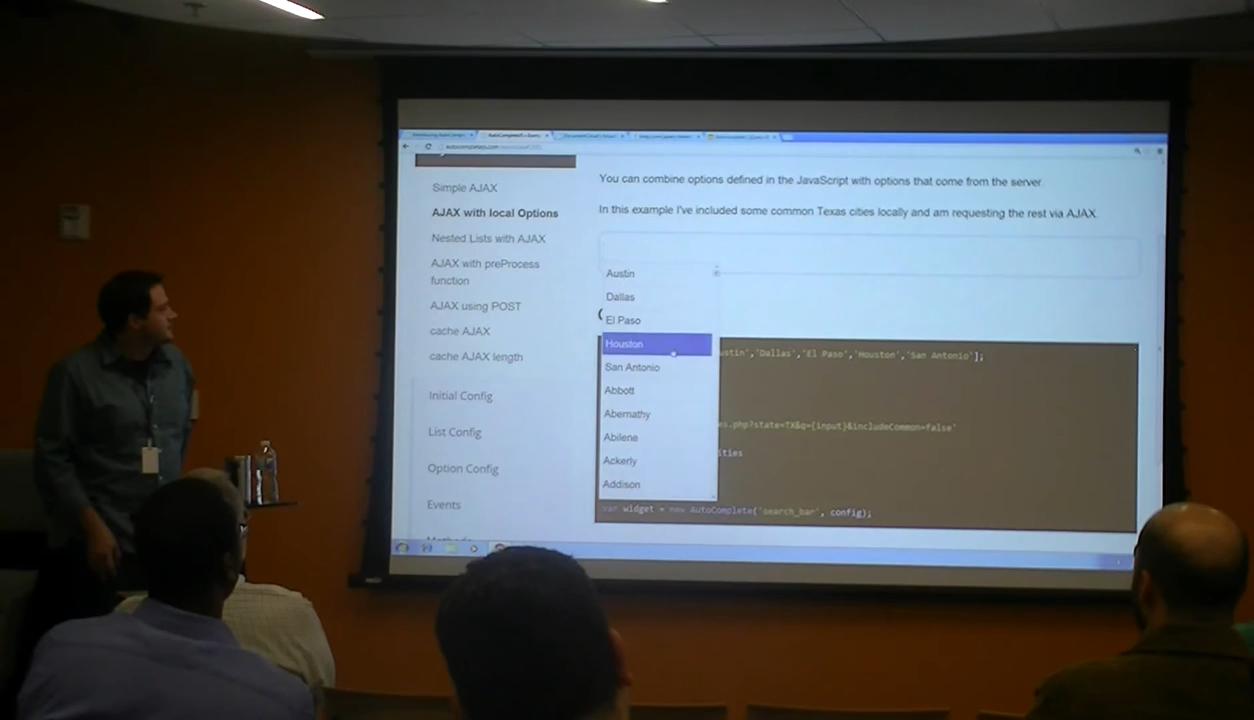 autocompletejs.com
Simple AJAX
AJAX with local Options
Nested Lists with AJAX
AJAX with preProcess
function
AJAX using POST
cache AJAX
cache AJAX length
Initial Config
List Config
Option Config
Events
You can combine options defined in the JavaScript with options that come from the server.
In this example I've included some common Texas cities locally and am requesting the rest via AJAX.
Austin
Dallas
El Paso
Houston
San Antonio
Abbott
Abernathy
Abilene
Ackerly
Addison
ustin','Dallas','El Paso','Houston','San Antonio'];
es.php?state=TX&q={input}&includeCommon=false'
ities
var widget = new AutoComplete('search_bar', config);